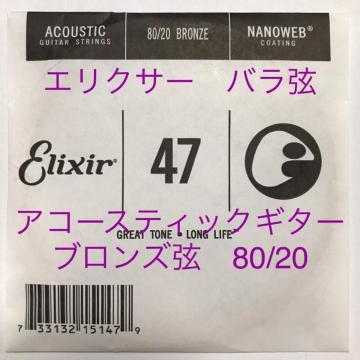 ACOUSTIC GUITAR STRINGS
80/20 BRONZE
NANOWEB® COATING
エリクサー バラ弦
Elixir® 47
アコースティックギター
GREAT TONE • LONG LIFE
ブロンズ弦 80/20
7 33132 15147 9